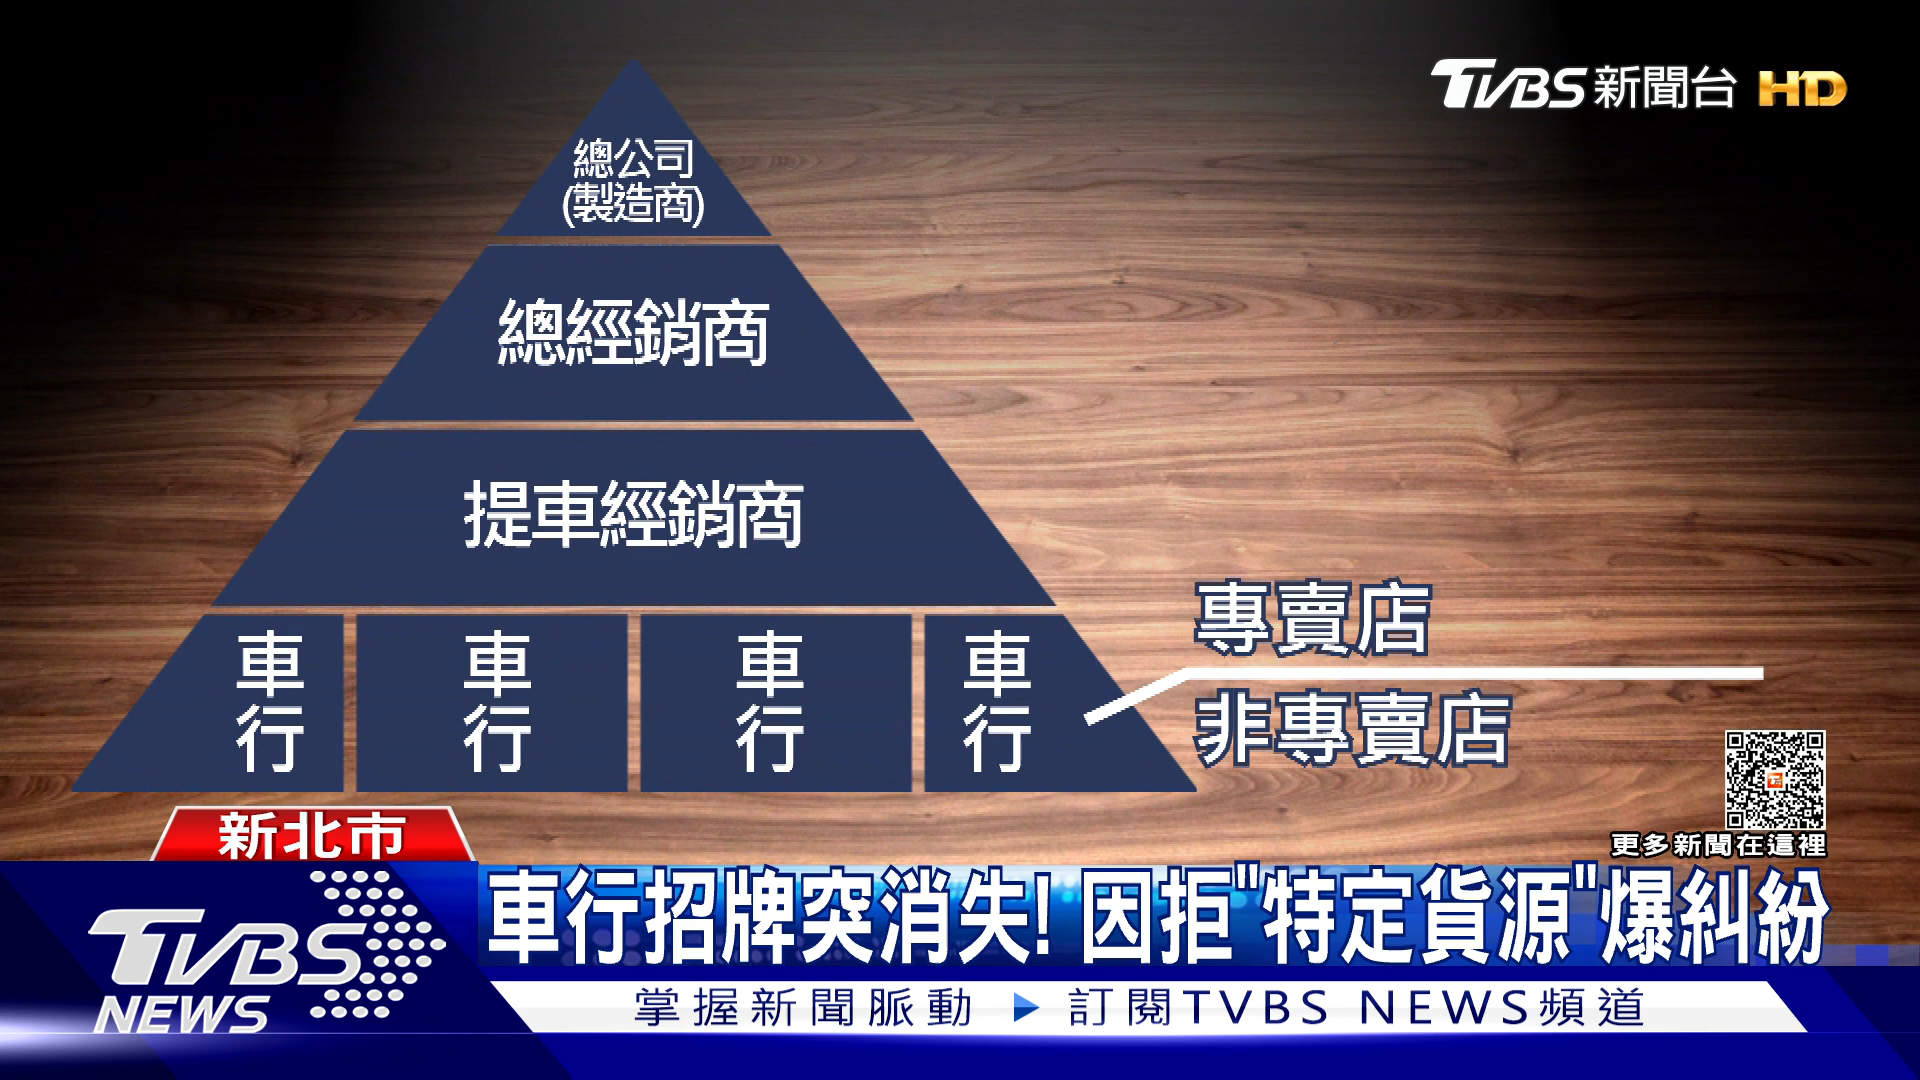 TVBS新聞台 HD
總公司
(製造商)
總經銷商
提車經銷商
車行
車行
車行
車行
專賣店
非專賣店
更多新聞在這裡
新北市
車行招牌突消失! 因拒"特定貨源"爆糾紛
TVBS
NEWS
掌握新聞脈動 ▶ 訂閱TVBS NEWS頻道